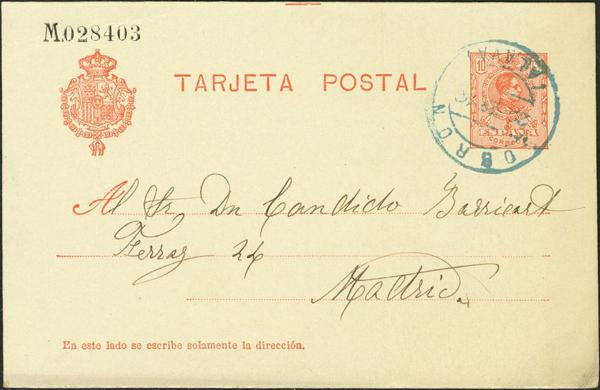 M.028403
TARJETA POSTAL
10
ESPAÑA
CORREOS
ALAVA
Al Sr Dn Candido Barricart
Ferraz 24
Madrid.
En este lado se escribe solamente la dirección.